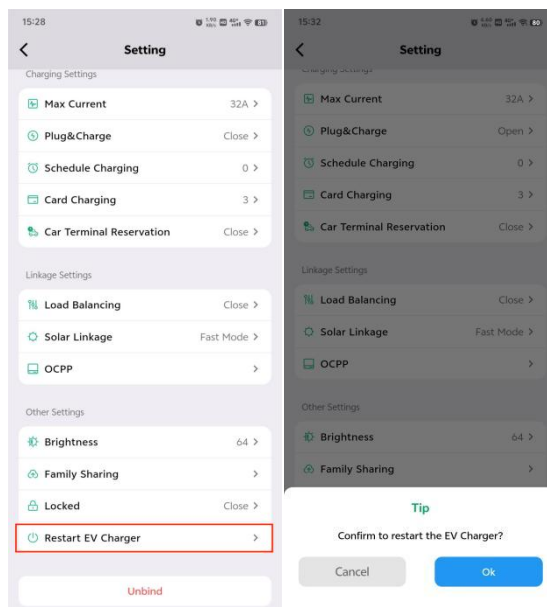 15:28
Setting
Charging Settings
Max Current 32A
Plug&Charge Close
Schedule Charging 0
Card Charging 3
Car Terminal Reservation Close
Linkage Settings
Load Balancing Close
Solar Linkage Fast Mode
OCPP
Other Settings
Brightness 64
Family Sharing
Locked Close
Restart EV Charger
Unbind
15:32
80
Setting
Charging Settings
Max Current 32A
Plug&Charge Open
Schedule Charging 0
Card Charging 3
Car Terminal Reservation Close
Linkage Settings
Load Balancing Close
Solar Linkage Fast Mode
OCPP
Other Settings
Brightness 64
Family Sharing
Tip
Confirm to restart the EV Charger?
Cancel Ok